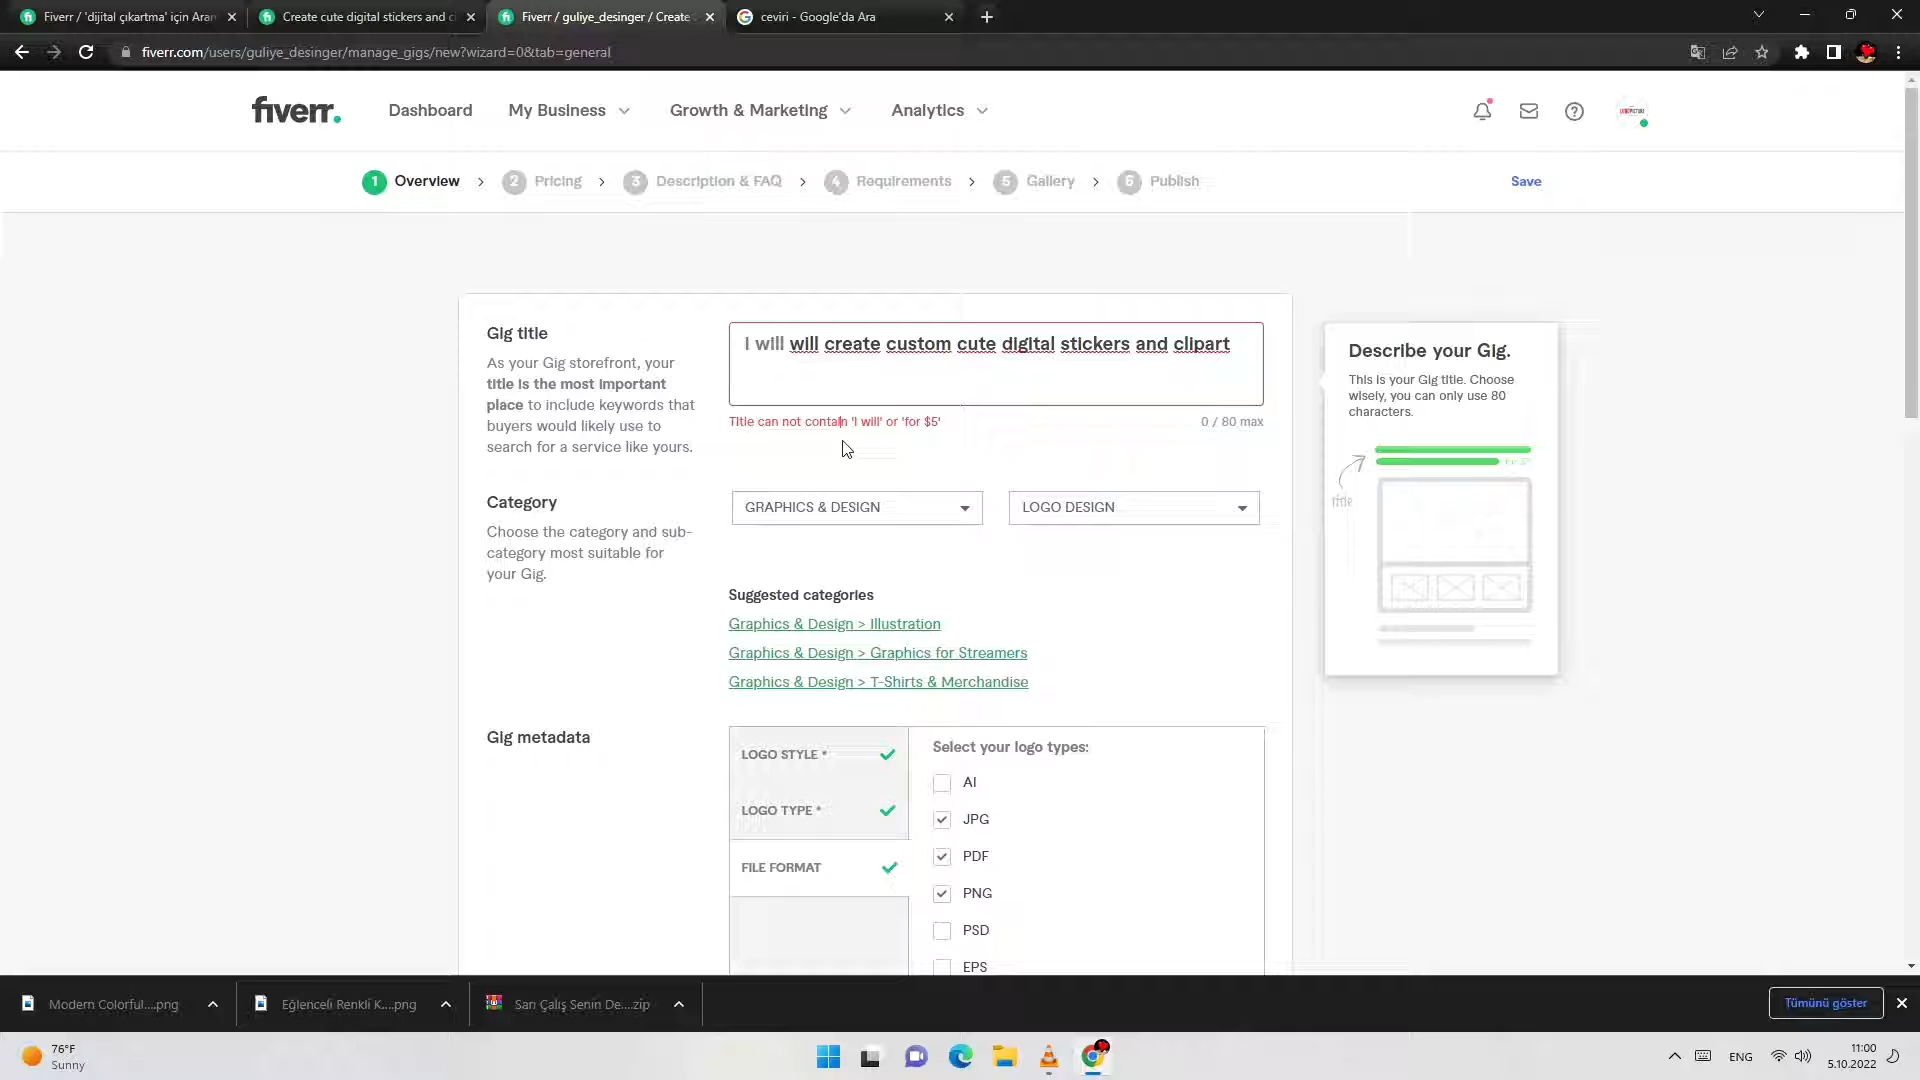 Fiverr / 'dijital çıkartma' için Aran
Create cute digital stickers and c
Fiverr / guliye_desinger / Create
ceviri - Google'da Ara
fiverr.com/users/guliye_desinger/manage_gigs/new?wizard=0&tab=general
fiverr.
Dashboard
My Business
Growth & Marketing
Analytics
1 Overview
2 Pricing
3 Description & FAQ
4 Requirements
5 Gallery
6 Publish
Save
Gig title
As your Gig storefront, your
title is the most important
place to include keywords that
buyers would likely use to
search for a service like yours.
I will will create custom cute digital stickers and clipart
Title can not contain 'I will' or 'for $5'
0 / 80 max
Describe your Gig.
This is your Gig title. Choose
wisely, you can only use 80
characters.
title
Category
Choose the category and sub-
category most suitable for
your Gig.
GRAPHICS & DESIGN
LOGO DESIGN
Suggested categories
Graphics & Design > Illustration
Graphics & Design > Graphics for Streamers
Graphics & Design > T-Shirts & Merchandise
Gig metadata
LOGO STYLE *
LOGO TYPE *
FILE FORMAT
Select your logo types:
AI
JPG
PDF
PNG
PSD
EPS
Modern Colorful....png
Eğlenceli Renkli K....png
Sarı Çalış Senin De....zip
Tümünü göster
76°F
Sunny
ENG
11:00
5.10.2022